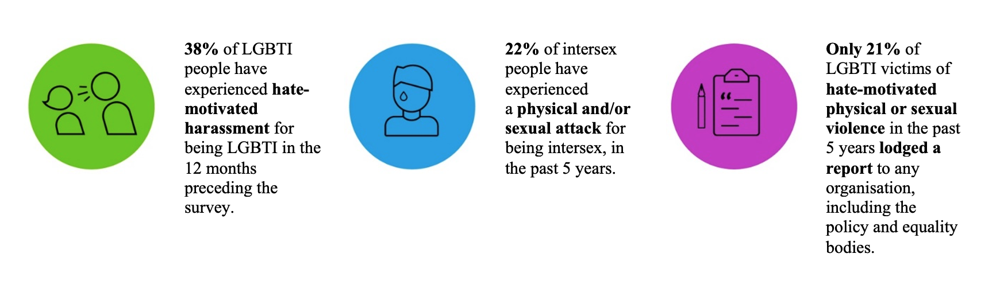 38% of LGBTI
people have
experienced hate-
motivated
harassment for
being LGBTI in the
12 months
preceding the
survey.
22% of intersex
people have
experienced
a physical and/or
sexual attack for
being intersex, in
the past 5 years.
Only 21% of
LGBTI victims of
hate-motivated
physical or sexual
violence in the past
5 years lodged a
report to any
organisation,
including the
policy and equality
bodies.